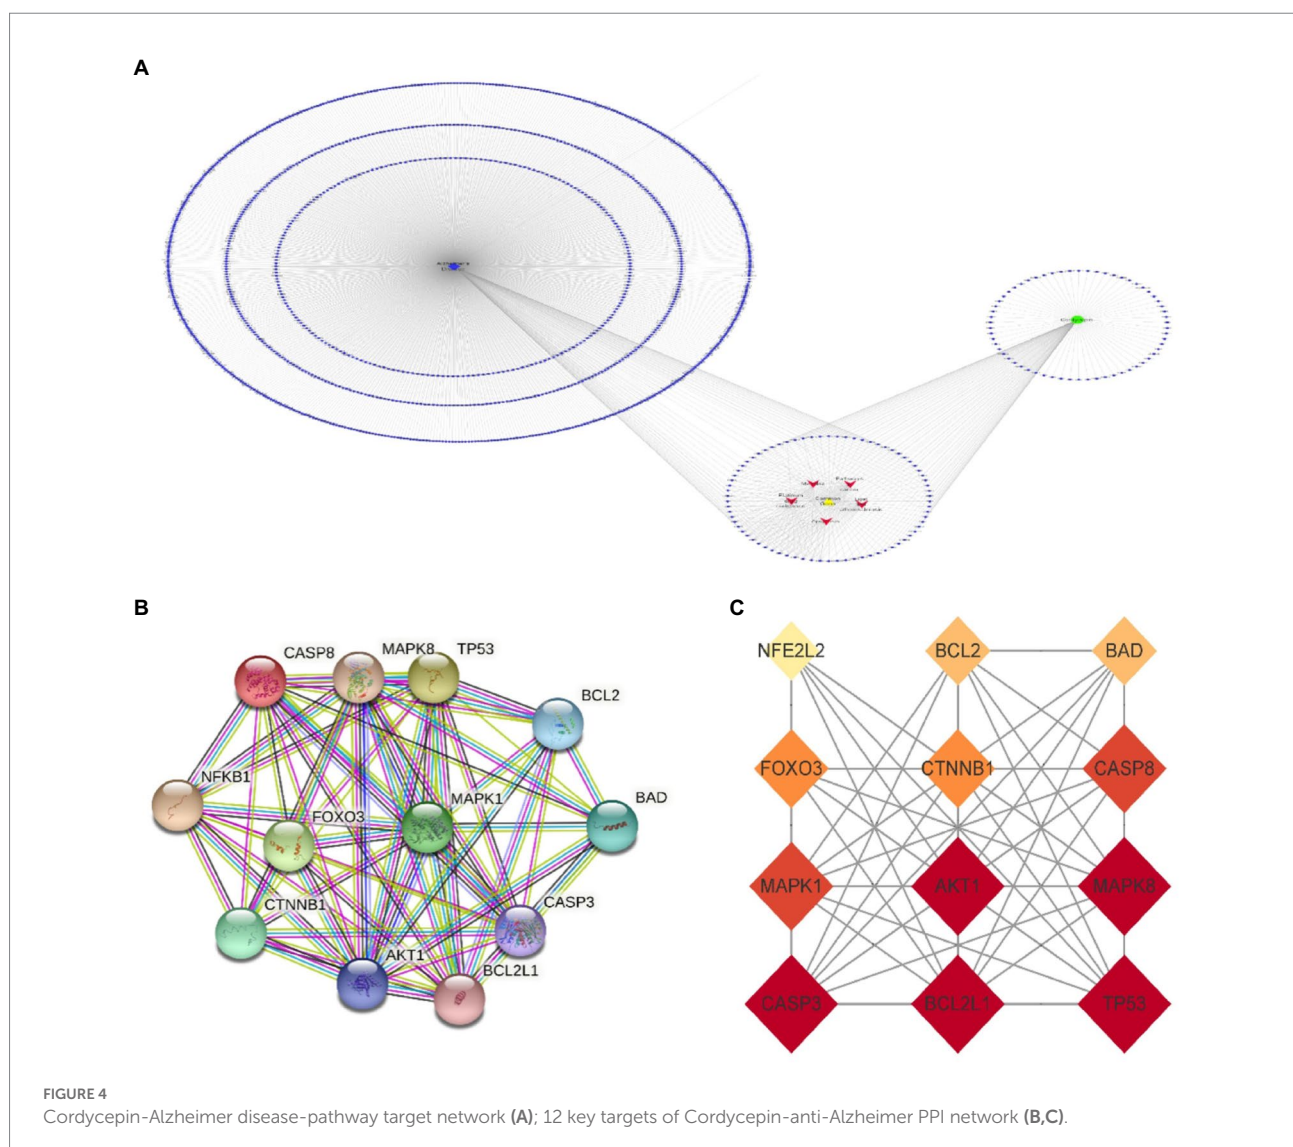 A
B
CASP8
MAPK8
TP53
BCL2
NFKB1
MAPK1
BAD
FOXO3
CTNNB1
CASP3
AKT1
BCL2L1
C
NFE2L2
BCL2
BAD
FOXO3
CTNNB1
CASP8
MAPK1
AKT1
MAPK8
CASP3
BCL2L1
TP53
FIGURE 4
Cordycepin-Alzheimer disease-pathway target network (A); 12 key targets of Cordycepin-anti-Alzheimer PPI network (B,C).